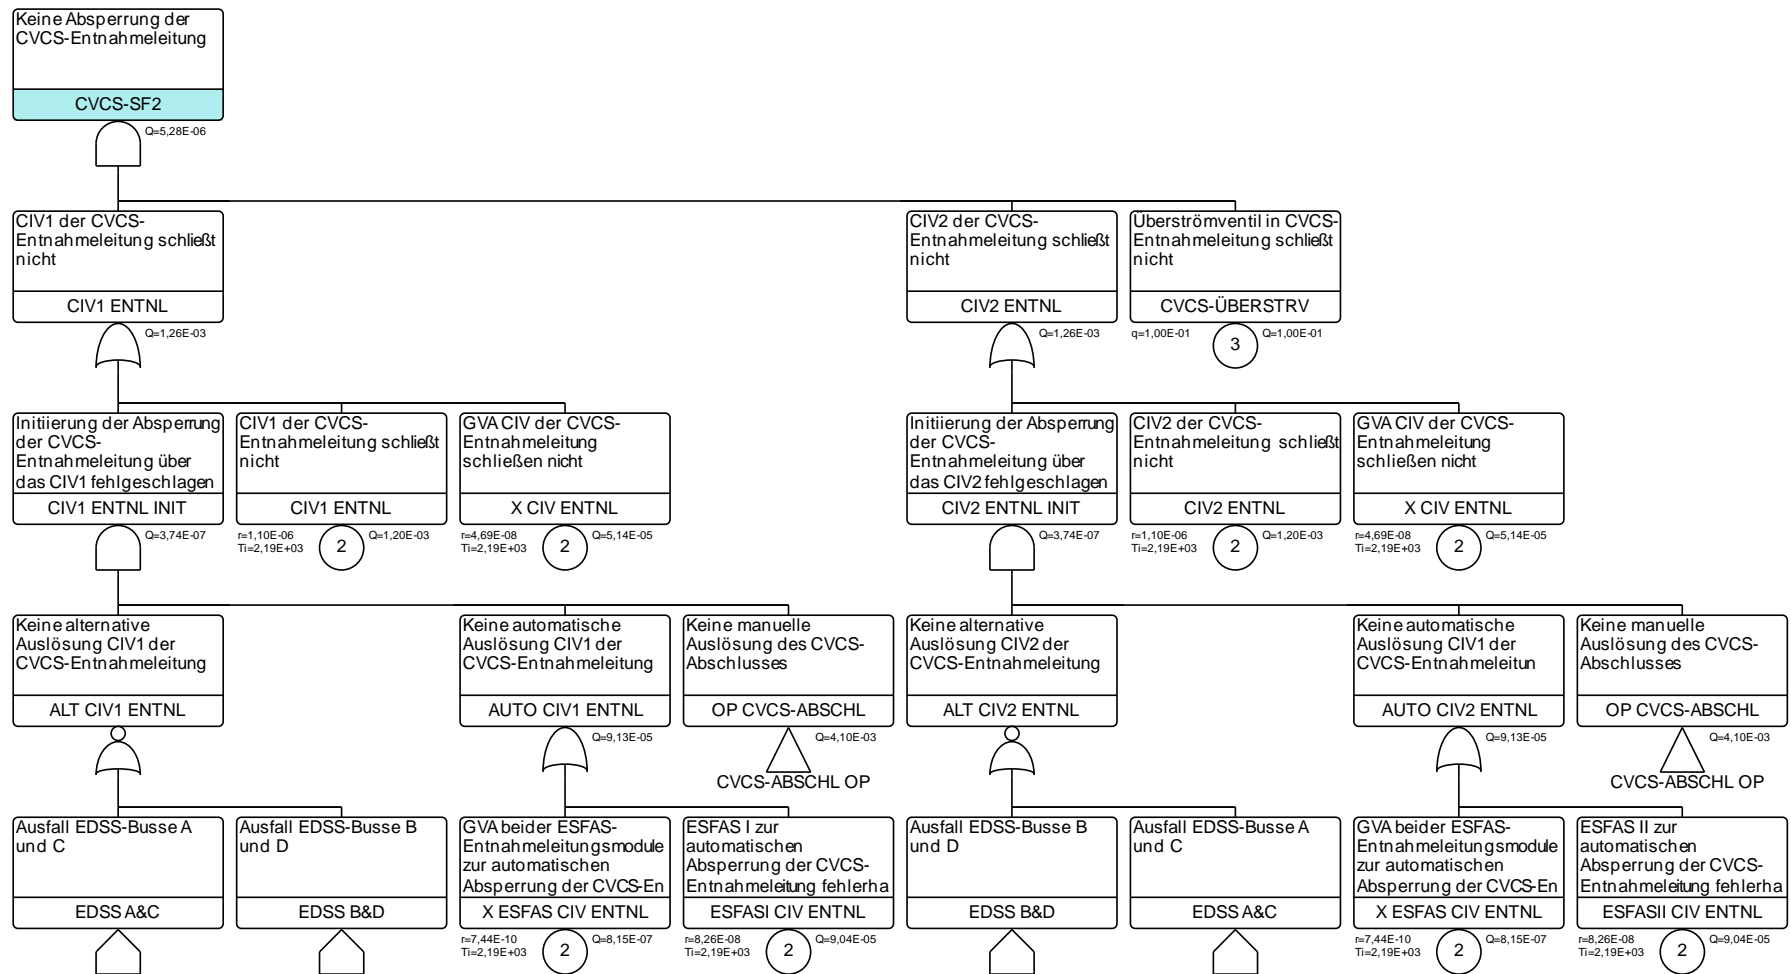 Keine Absperrung der
CVCS-Entnahmeleitung
CVCS-SF2
Q=5,28E-06
CIV1 der CVCS-
Entnahmeleitung schließt
nicht
CIV1 ENTNL
Q=1,26E-03
CIV2 der CVCS-
Entnahmeleitung schließt
nicht
CIV2 ENTNL
Q=1,26E-03
Überströmventil in CVCS-
Entnahmeleitung schließt
nicht
CVCS-ÜBERSTRV
q=1,00E-01
3
Q=1,00E-01
Initiierung der Absperrung
der CVCS-
Entnahmeleitung über
das CIV1 fehlgeschlagen
CIV1 ENTNL INIT
Q=3,74E-07
CIV1 der CVCS-
Entnahmeleitung schließt
nicht
CIV1 ENTNL
r=1,10E-06
Ti=2,19E+03
2
Q=1,20E-03
GVA CIV der CVCS-
Entnahmeleitung
schließen nicht
X CIV ENTNL
r=4,69E-08
Ti=2,19E+03
2
Q=5,14E-05
Initiierung der Absperrung
der CVCS-
Entnahmeleitung über
das CIV2 fehlgeschlagen
CIV2 ENTNL INIT
Q=3,74E-07
CIV2 der CVCS-
Entnahmeleitung schließt
nicht
CIV2 ENTNL
r=1,10E-06
Ti=2,19E+03
2
Q=1,20E-03
GVA CIV der CVCS-
Entnahmeleitung
schließen nicht
X CIV ENTNL
r=4,69E-08
Ti=2,19E+03
2
Q=5,14E-05
Keine alternative
Auslösung CIV1 der
CVCS-Entnahmeleitung
ALT CIV1 ENTNL
Keine automatische
Auslösung CIV1 der
CVCS-Entnahmeleitung
AUTO CIV1 ENTNL
Q=9,13E-05
Keine manuelle
Auslösung des CVCS-
Abschlusses
OP CVCS-ABSCHL
Q=4,10E-03
CVCS-ABSCHL OP
Keine alternative
Auslösung CIV2 der
CVCS-Entnahmeleitung
ALT CIV2 ENTNL
Keine automatische
Auslösung CIV1 der
CVCS-Entnahmeleitun
AUTO CIV2 ENTNL
Q=9,13E-05
Keine manuelle
Auslösung des CVCS-
Abschlusses
OP CVCS-ABSCHL
Q=4,10E-03
CVCS-ABSCHL OP
Ausfall EDSS-Busse A
und C
EDSS A&C
Ausfall EDSS-Busse B
und D
EDSS B&D
GVA beider ESFAS-
Entnahmeleitungsmodule
zur automatischen
Absperrung der CVCS-En
X ESFAS CIV ENTNL
r=7,44E-10
Ti=2,19E+03
2
Q=8,15E-07
ESFAS I zur
automatischen
Absperrung der CVCS-
Entnahmeleitung fehlerha
ESFASI CIV ENTNL
r=8,26E-08
Ti=2,19E+03
2
Q=9,04E-05
Ausfall EDSS-Busse B
und D
EDSS B&D
Ausfall EDSS-Busse A
und C
EDSS A&C
GVA beider ESFAS-
Entnahmeleitungsmodule
zur automatischen
Absperrung der CVCS-En
X ESFAS CIV ENTNL
r=7,44E-10
Ti=2,19E+03
2
Q=8,15E-07
ESFAS II zur
automatischen
Absperrung der CVCS-
Entnahmeleitung fehlerha
ESFASII CIV ENTNL
r=8,26E-08
Ti=2,19E+03
2
Q=9,04E-05